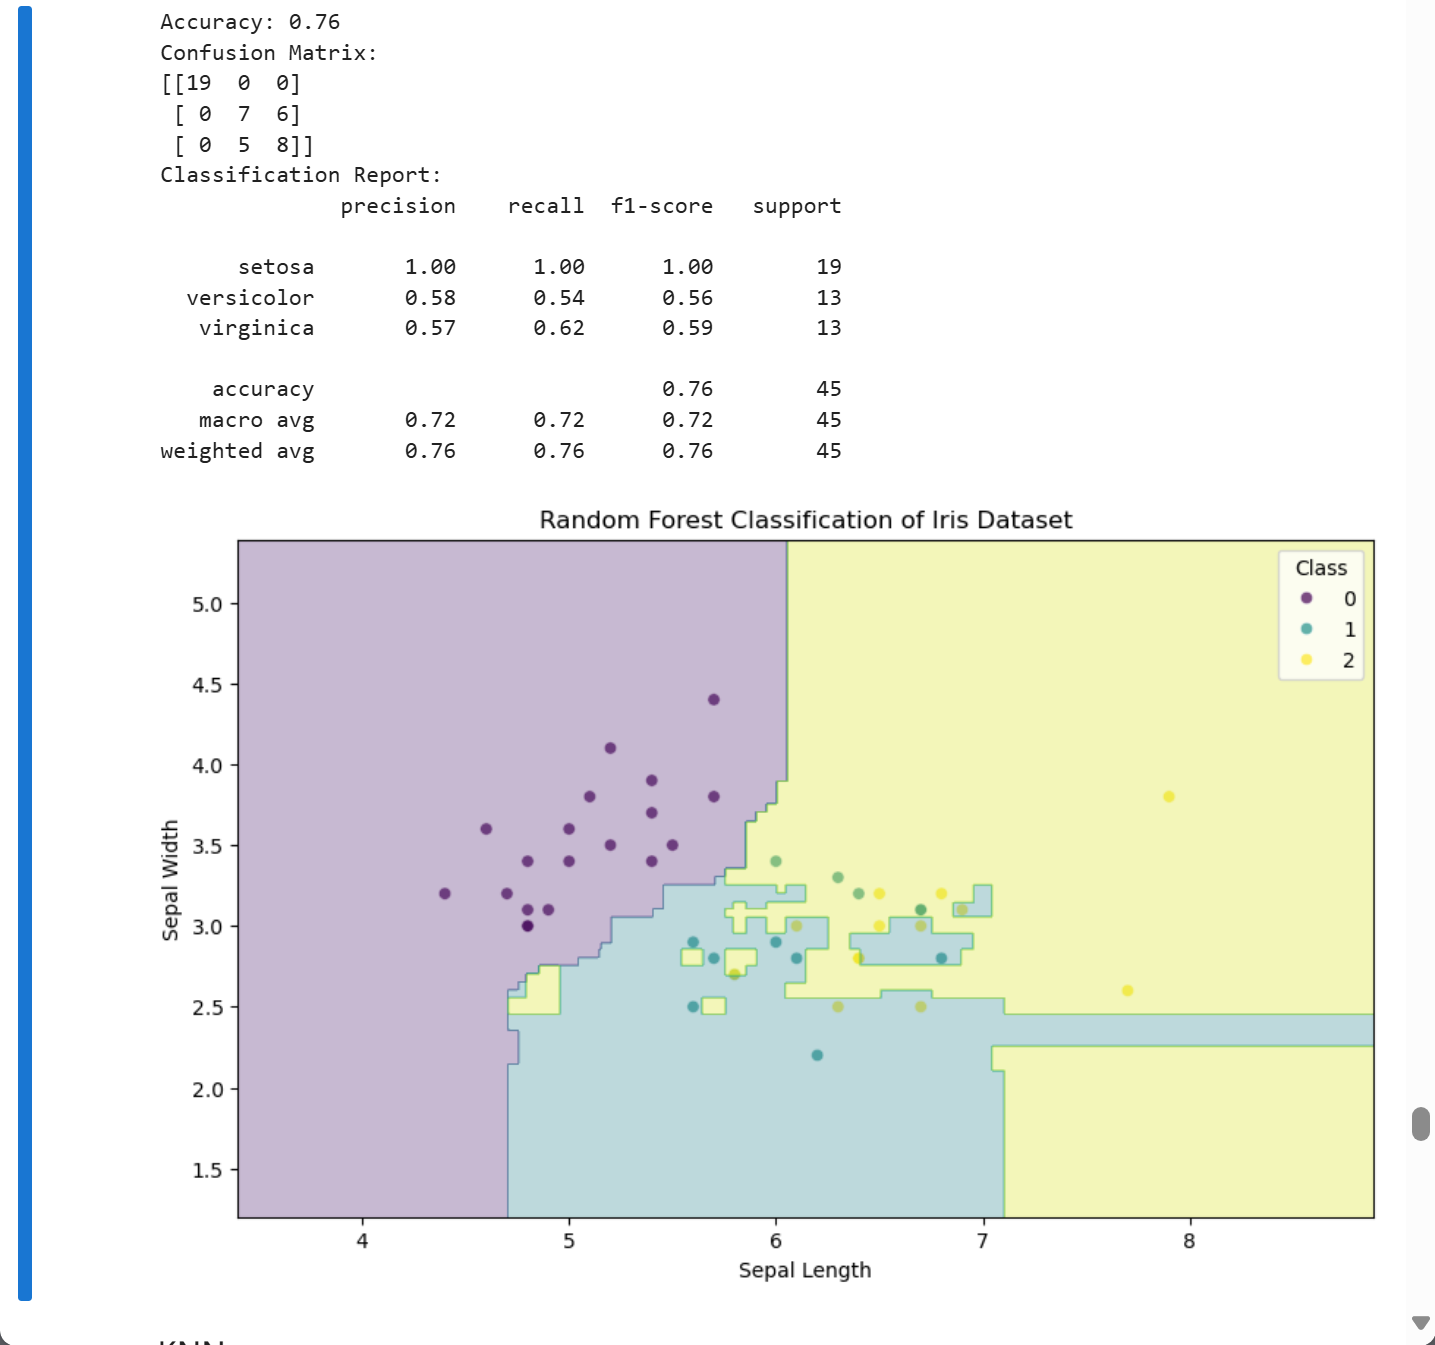 Accuracy: 0.76
Confusion Matrix:
[[19  0  0]
 [ 0  7  6]
 [ 0  5  8]]
Classification Report:
              precision    recall  f1-score   support

      setosa       1.00      1.00      1.00        19
  versicolor       0.58      0.54      0.56        13
   virginica       0.57      0.62      0.59        13

    accuracy                           0.76        45
   macro avg       0.72      0.72      0.72        45
weighted avg       0.76      0.76      0.76        45

Random Forest Classification of Iris Dataset
Class
0
1
2
5.0
4.5
4.0
3.5
3.0
2.5
2.0
1.5
Sepal Width
4 5 6 7 8
Sepal Length